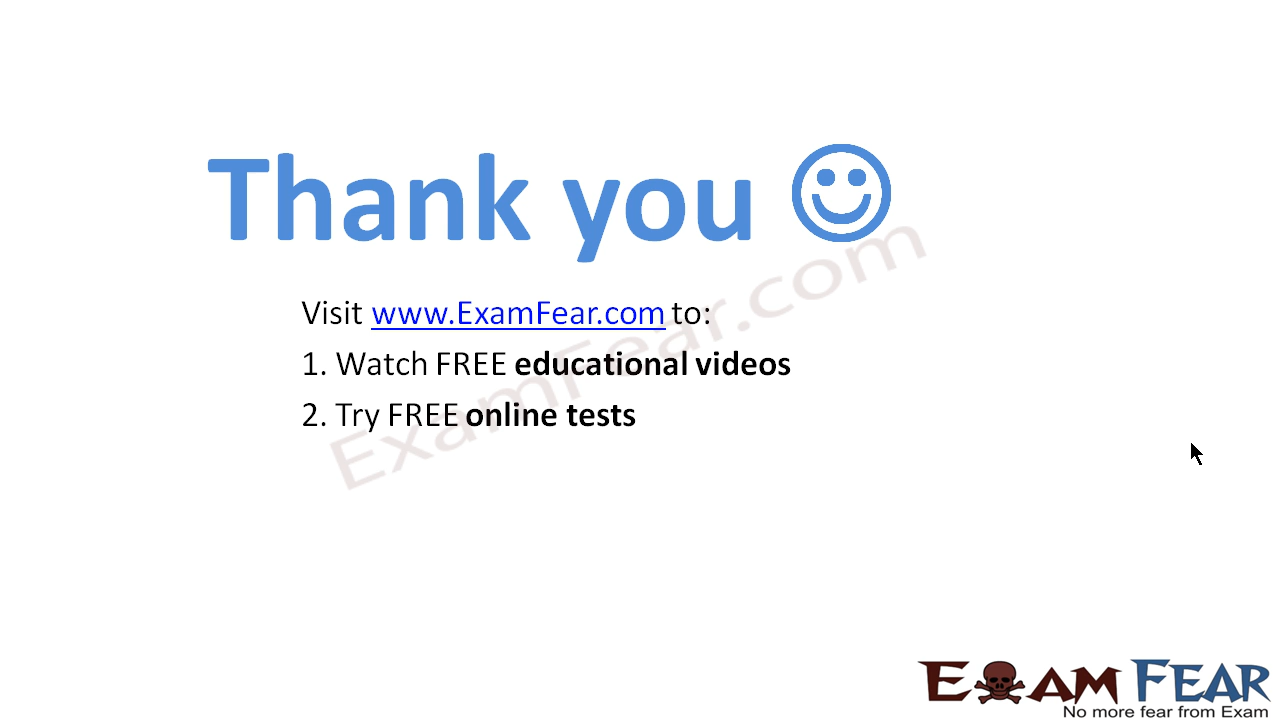 Thank you
Visit www.ExamFear.com to:
1. Watch FREE educational videos
2. Try FREE online tests
ExamFear.com
EXAM FEAR
No more fear from Exam